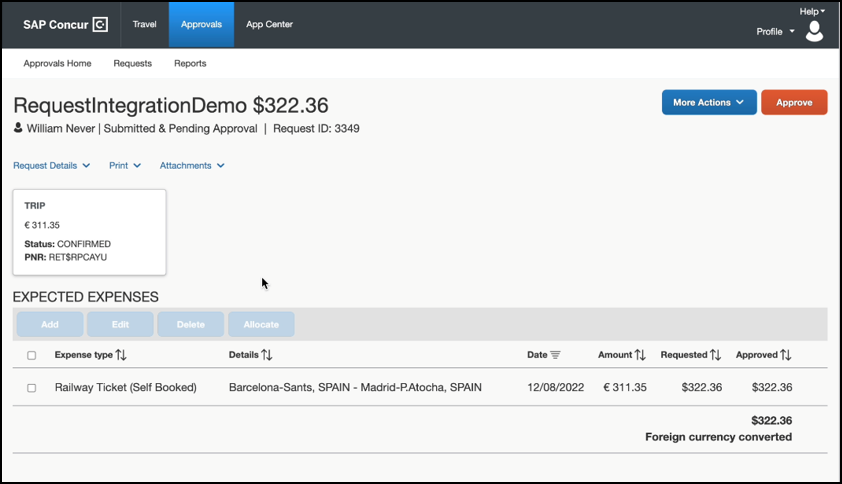 Help
SAP Concur C Travel Approvals App Center
Profile
Approvals Home Requests Reports
RequestIntegrationDemo $322.36
More Actions Approve
William Never | Submitted & Pending Approval | Request ID: 3349
Request Details Print Attachments
TRIP
€ 311.35
Status: CONFIRMED
PNR: RET$RPCAYU
EXPECTED EXPENSES
Add Edit Delete Allocate
Expense type Details Date Amount Requested Approved
Railway Ticket (Self Booked) Barcelona-Sants, SPAIN - Madrid-P.Atocha, SPAIN 12/08/2022 € 311.35 $322.36 $322.36
$322.36
Foreign currency converted